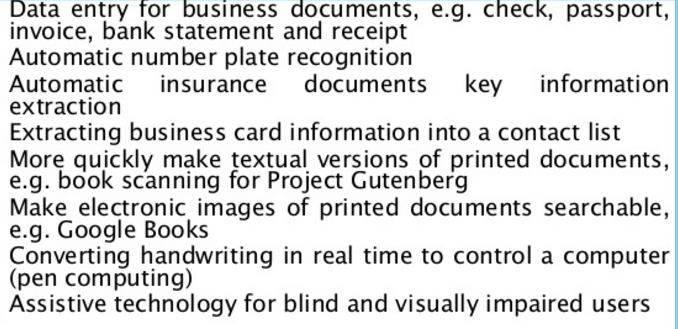 Data entry for business documents, e.g. check, passport,
invoice, bank statement and receipt
Automatic number plate recognition
Automatic insurance documents key information
extraction
Extracting business card information into a contact list
More quickly make textual versions of printed documents,
e.g. book scanning for Project Gutenberg
Make electronic images of printed documents searchable,
e.g. Google Books
Converting handwriting in real time to control a computer
(pen computing)
Assistive technology for blind and visually impaired users